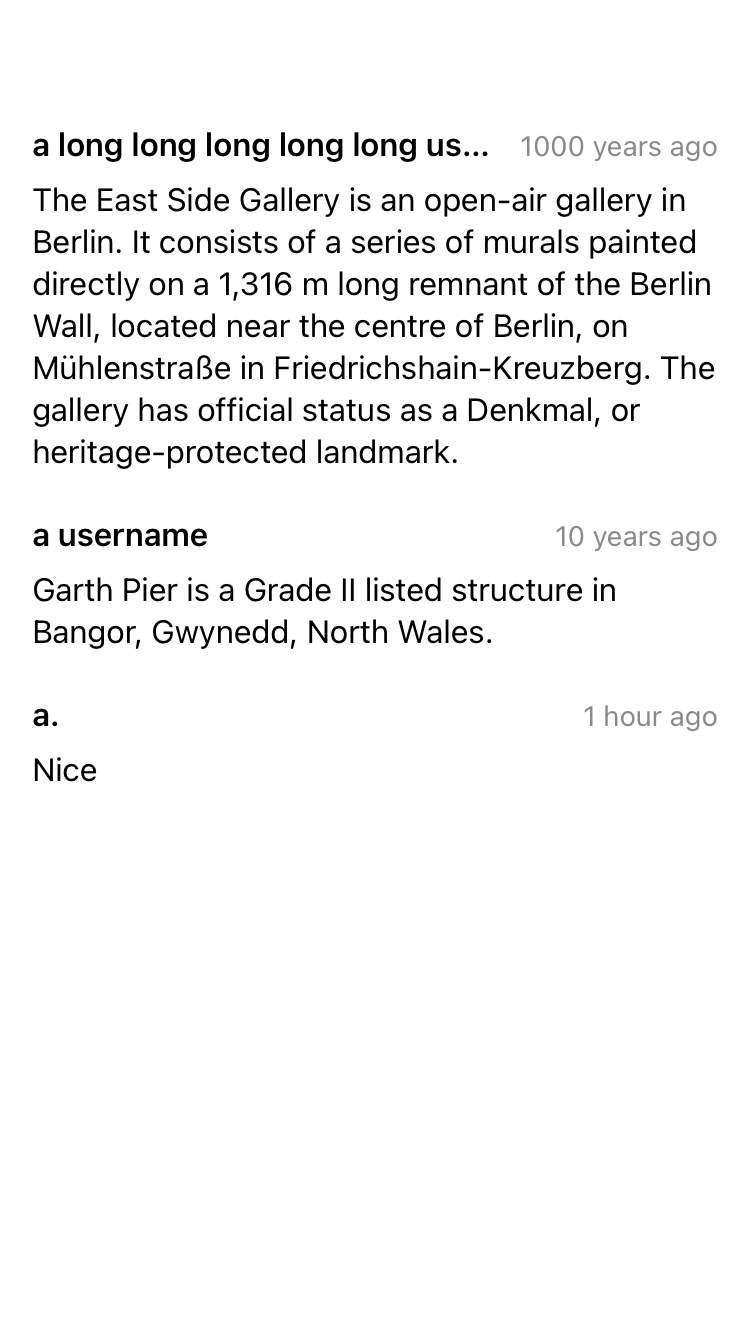 a long long long long long us... 1000 years ago
The East Side Gallery is an open-air gallery in
Berlin. It consists of a series of murals painted
directly on a 1,316 m long remnant of the Berlin
Wall, located near the centre of Berlin, on
Mühlenstraße in Friedrichshain-Kreuzberg. The
gallery has official status as a Denkmal, or
heritage-protected landmark.
a username 10 years ago
Garth Pier is a Grade II listed structure in
Bangor, Gwynedd, North Wales.
a. 1 hour ago
Nice